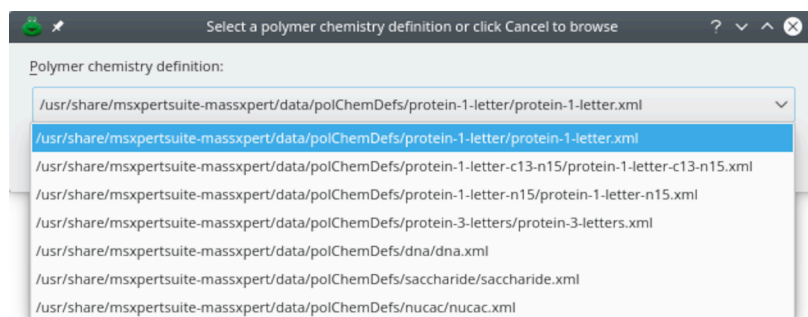 Select a polymer chemistry definition or click Cancel to browse
Polymer chemistry definition:
/usr/share/msxpertsuite-massxpert/data/polChemDefs/protein-1-letter/protein-1-letter.xml
/usr/share/msxpertsuite-massxpert/data/polChemDefs/protein-1-letter/protein-1-letter.xml
/usr/share/msxpertsuite-massxpert/data/polChemDefs/protein-1-letter-c13-n15/protein-1-letter-c13-n15.xml
/usr/share/msxpertsuite-massxpert/data/polChemDefs/protein-1-letter-n15/protein-1-letter-n15.xml
/usr/share/msxpertsuite-massxpert/data/polChemDefs/protein-3-letters/protein-3-letters.xml
/usr/share/msxpertsuite-massxpert/data/polChemDefs/dna/dna.xml
/usr/share/msxpertsuite-massxpert/data/polChemDefs/saccharide/saccharide.xml
/usr/share/msxpertsuite-massxpert/data/polChemDefs/nucac/nucac.xml